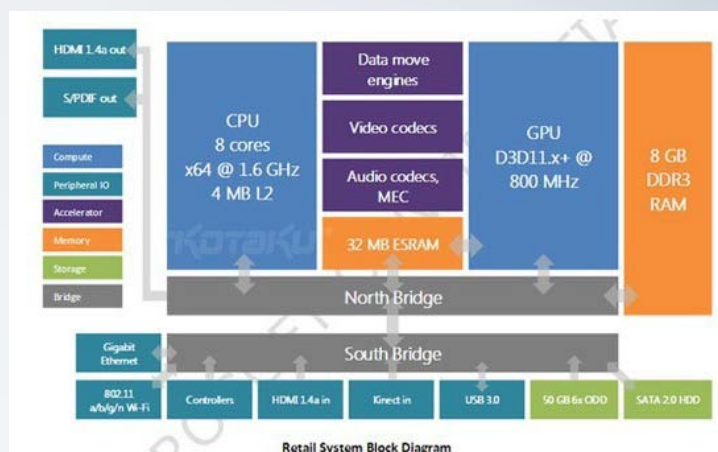 HDMI 1.4a out
S/PDIF out
Compute
Peripheral IO
Accelerator
Memory
Storage
Bridge
CPU
8 cores
x64 @ 1.6 GHz
4 MB L2
Data move
engines
Video codecs
Audio codecs,
MEC
32 MB ESRAM
GPU
D3D11.x+ @
800 MHz
8 GB
DDR3
RAM
KOTAKU
North Bridge
South Bridge
Gigabit
Ethernet
802.11
a/b/g/n Wi-Fi
Controllers
HDMI 1.4a in
Kinect in
USB 3.0
50 GB 6x ODD
SATA 2.0 HDD
Retail System Block Diagram